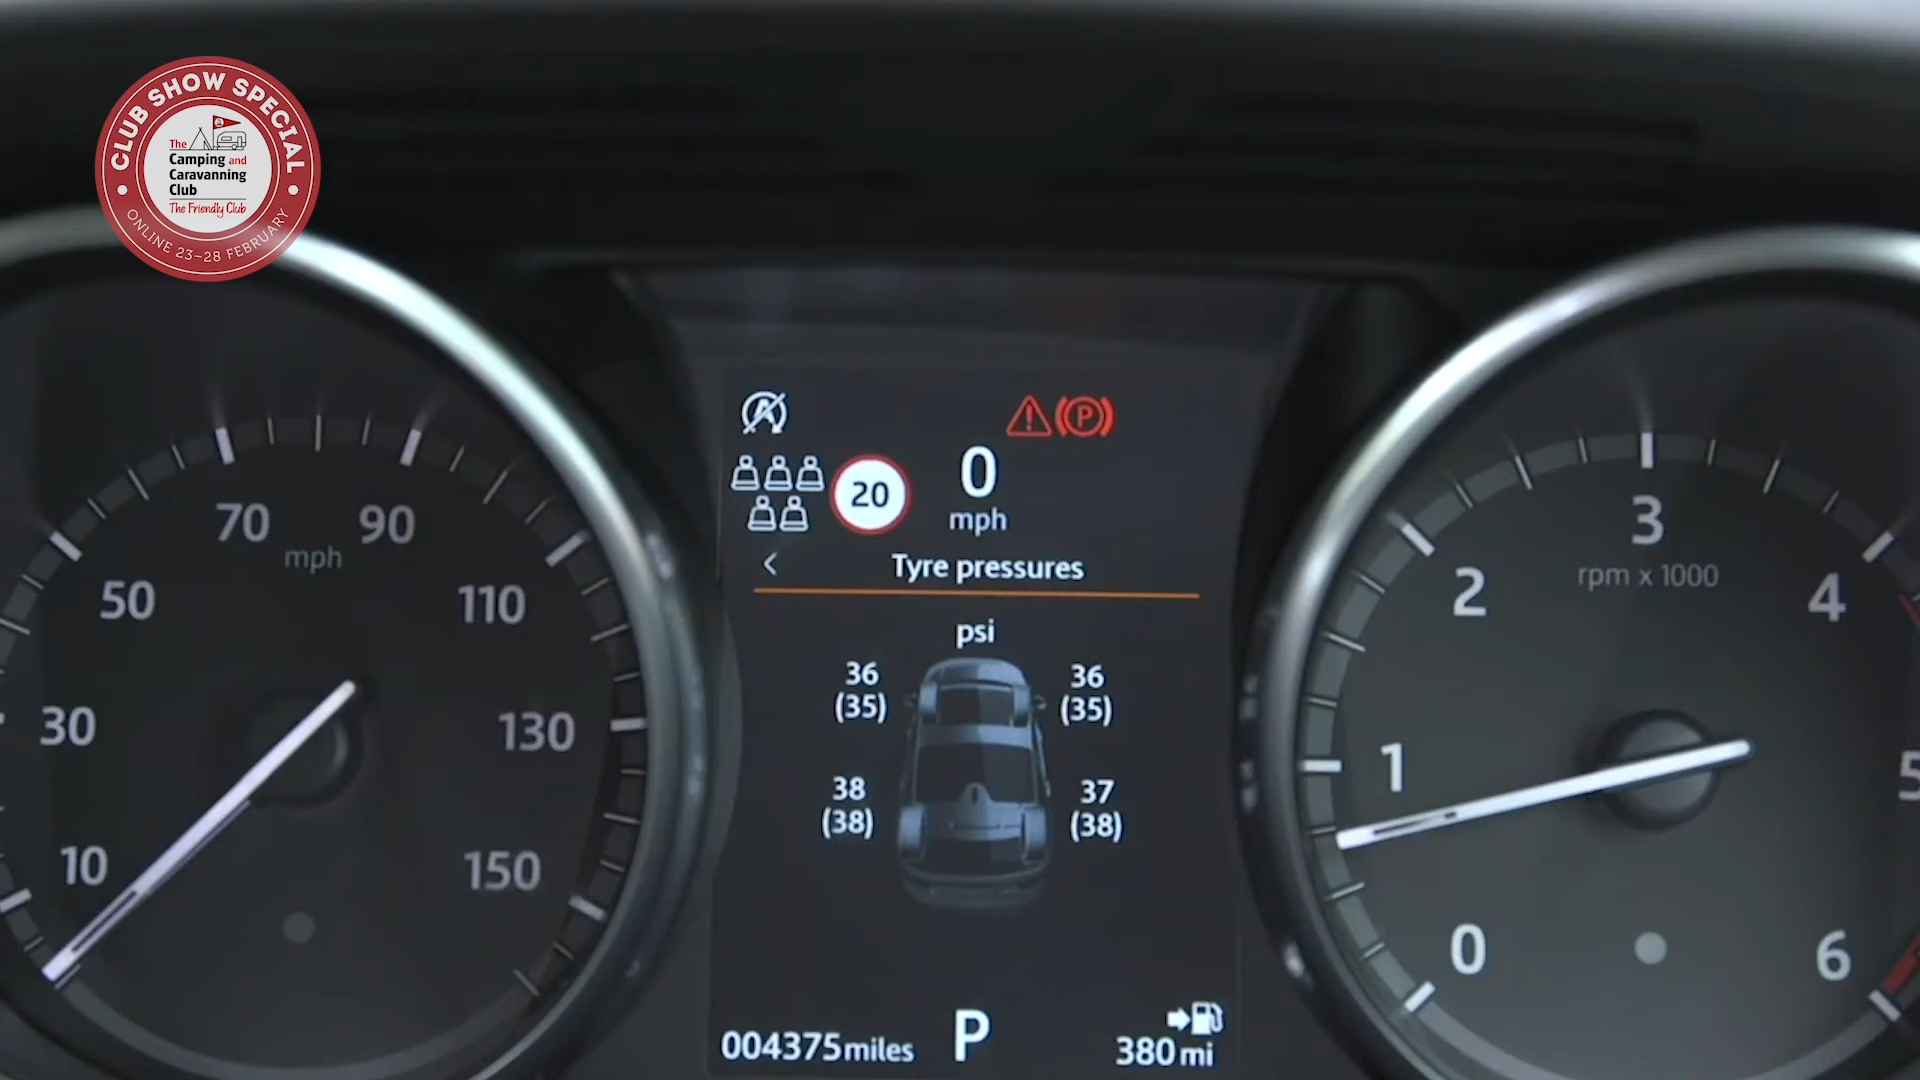 CLUB SHOW SPECIAL
The
Camping and
Caravanning
Club
The Friendly Club
ONLINE 23-28 FEBRUARY
70 90
mph
50 110
30 130
10 150
20
0
mph
Tyre pressures
psi
36 36
(35) (35)
38 37
(38) (38)
004375 miles P 380 mi
3
rpm x 1000
2 4
1 5
0 6